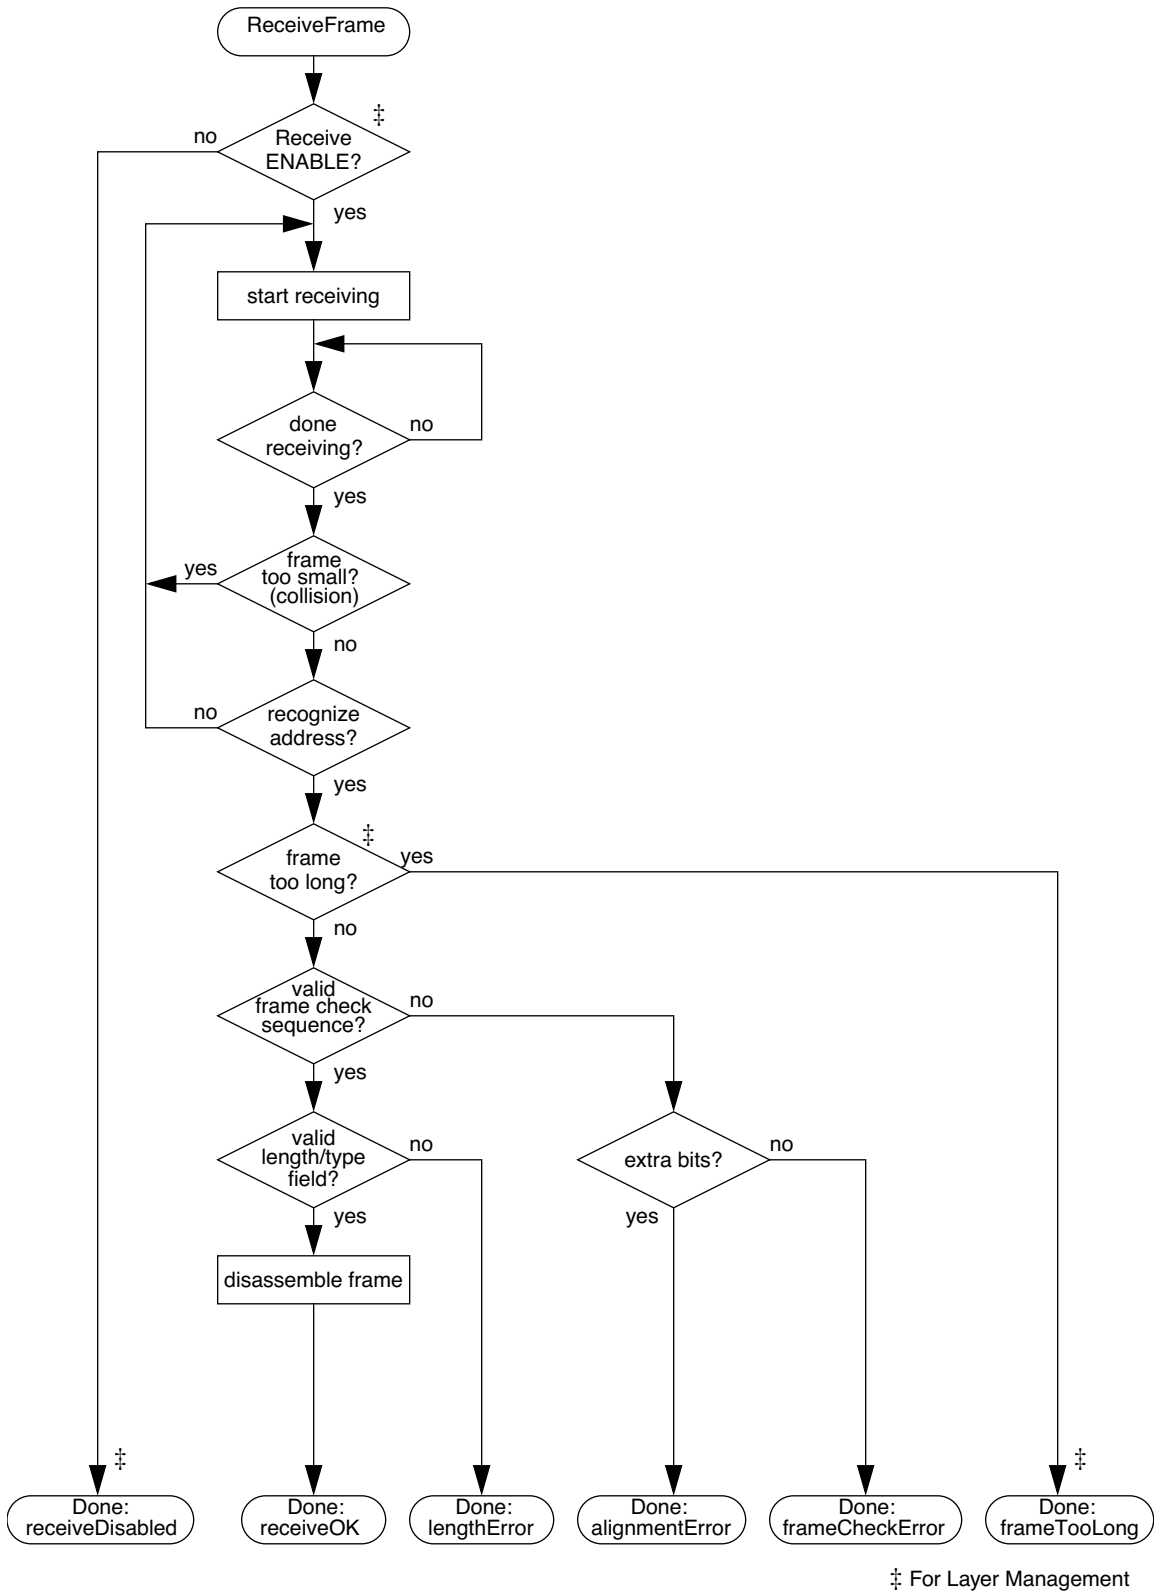 ReceiveFrame
‡
no
Receive
ENABLE?
yes
start receiving
done
receiving?
no
yes
frame
too small?
(collision)
yes
no
no
recognize
address?
yes
‡
frame
too long?
yes
no
valid
frame check
sequence?
no
yes
valid
length/type
field?
no
extra bits?
no
yes
yes
disassemble frame
‡
‡
Done:
receiveDisabled
Done:
receiveOK
Done:
lengthError
Done:
alignmentError
Done:
frameCheckError
Done:
frameTooLong
‡ For Layer Management